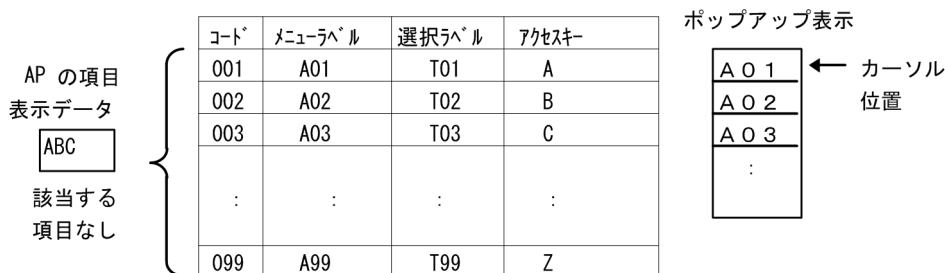 ポップアップ表示
コード メニューラベル 選択ラベル アクセスキー
001 A01 T01 A
002 A02 T02 B
003 A03 T03 C
: : : :
099 A99 T99 Z
AP の項目
表示データ
ABC
該当する
項目なし
A01
A02
A03
:
カーソル
位置